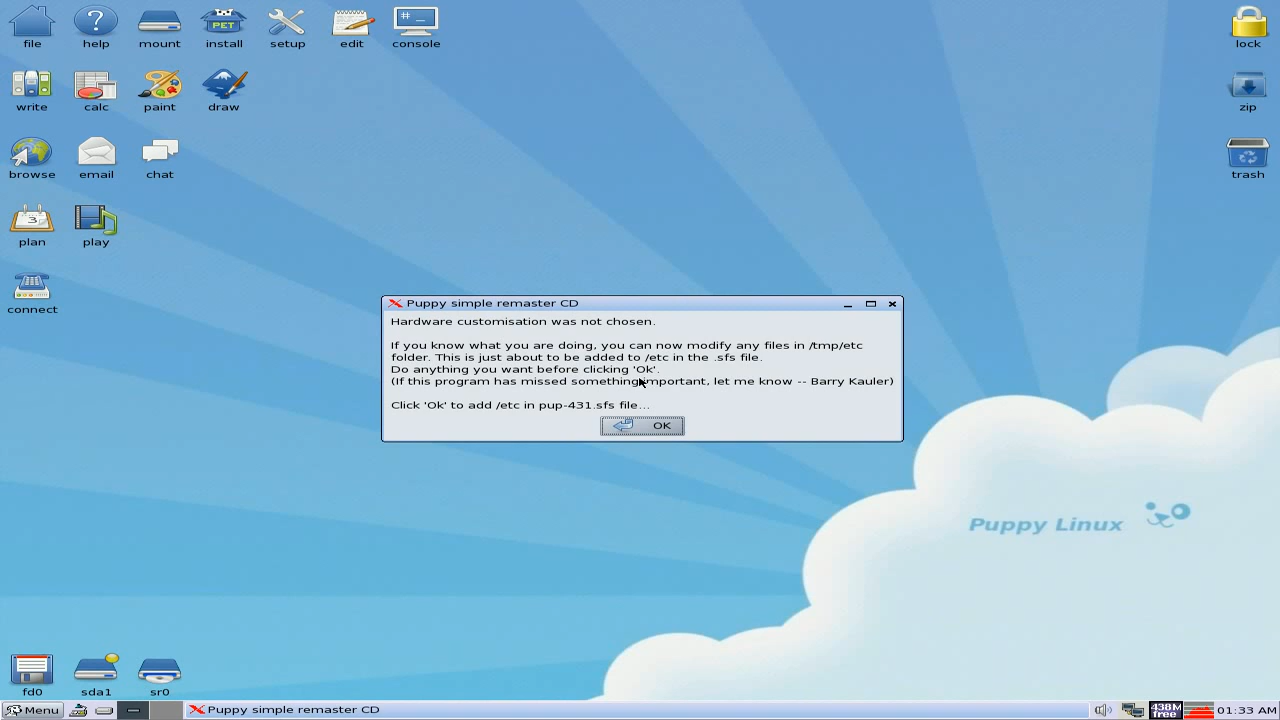 file help mount install setup edit console lock
PET
# _
write calc paint draw zip
browse email chat trash
3
plan play
connect
Puppy simple remaster CD
Hardware customisation was not chosen.
If you know what you are doing, you can now modify any files in /tmp/etc
folder. This is just about to be added to /etc in the .sfs file.
Do anything you want before clicking 'Ok'.
(If this program has missed something important, let me know -- Barry Kauler)
Click 'Ok' to add /etc in pup-431.sfs file...
OK
Puppy Linux
fd0 sda1 sr0
Menu Puppy simple remaster CD 438M free 01:33 AM